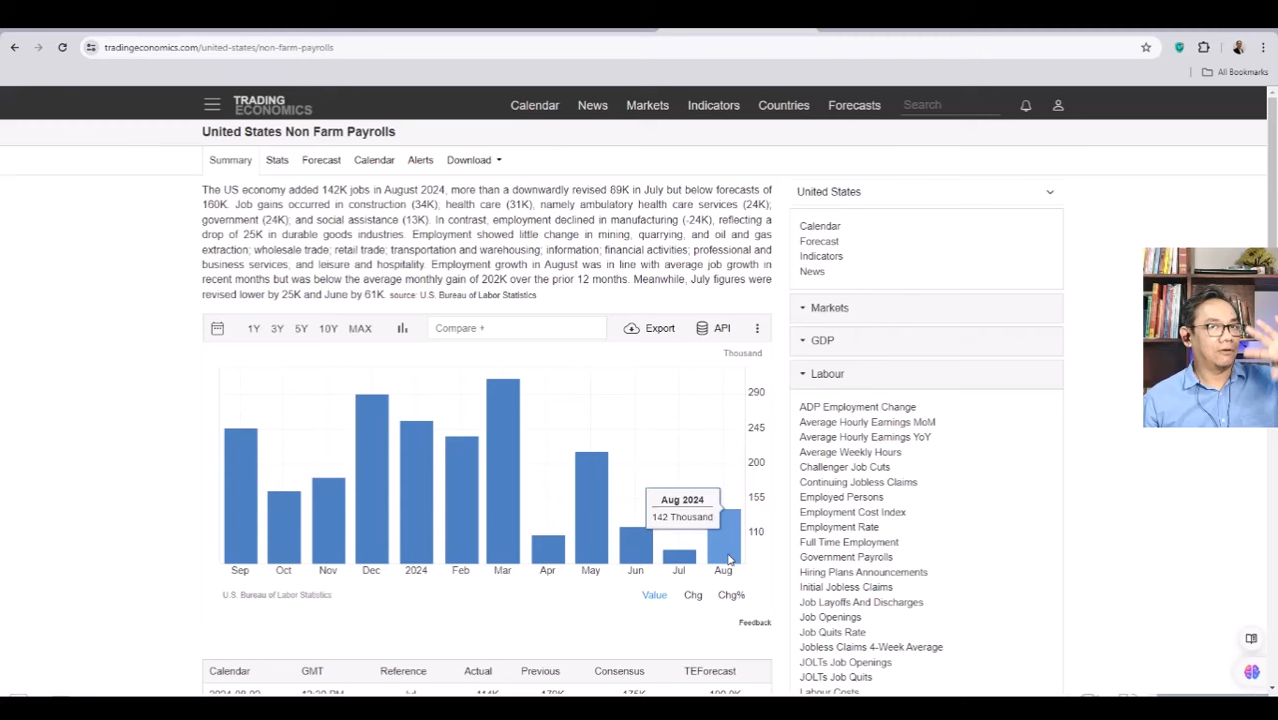 tradingeconomics.com/united-states/non-farm-payrolls
All Bookmarks
TRADING
ECONOMICS
Calendar News Markets Indicators Countries Forecasts Search
United States Non Farm Payrolls
Summary Stats Forecast Calendar Alerts Download
The US economy added 142K jobs in August 2024, more than a downwardly revised 89K in July but below forecasts of
160K. Job gains occurred in construction (34K), health care (31K), namely ambulatory health care services (24K);
government (24K); and social assistance (13K). In contrast, employment declined in manufacturing (-24K), reflecting a
drop of 25K in durable goods industries. Employment showed little change in mining, quarrying, and oil and gas
extraction; wholesale trade; retail trade; transportation and warehousing; information; financial activities; professional and
business services, and leisure and hospitality. Employment growth in August was in line with average job growth in
recent months but was below the average monthly gain of 202K over the prior 12 months. Meanwhile, July figures were
revised lower by 25K and June by 61K. source: U.S. Bureau of Labor Statistics
1Y 3Y 5Y 10Y MAX Compare + Export API
Thousand
290
245
200
155
110
Aug 2024
142 Thousand
Sep Oct Nov Dec 2024 Feb Mar Apr May Jun Jul Aug
U.S. Bureau of Labor Statistics
Value Chg Chg%
Feedback
Calendar GMT Reference Actual Previous Consensus TEForecast
United States
Calendar
Forecast
Indicators
News
Markets
GDP
Labour
ADP Employment Change
Average Hourly Earnings MoM
Average Hourly Earnings YoY
Average Weekly Hours
Challenger Job Cuts
Continuing Jobless Claims
Employed Persons
Employment Cost Index
Employment Rate
Full Time Employment
Government Payrolls
Hiring Plans Announcements
Initial Jobless Claims
Job Layoffs And Discharges
Job Openings
Job Quits Rate
Jobless Claims 4-Week Average
JOLTs Job Openings
JOLTs Job Quits
Labour Costs